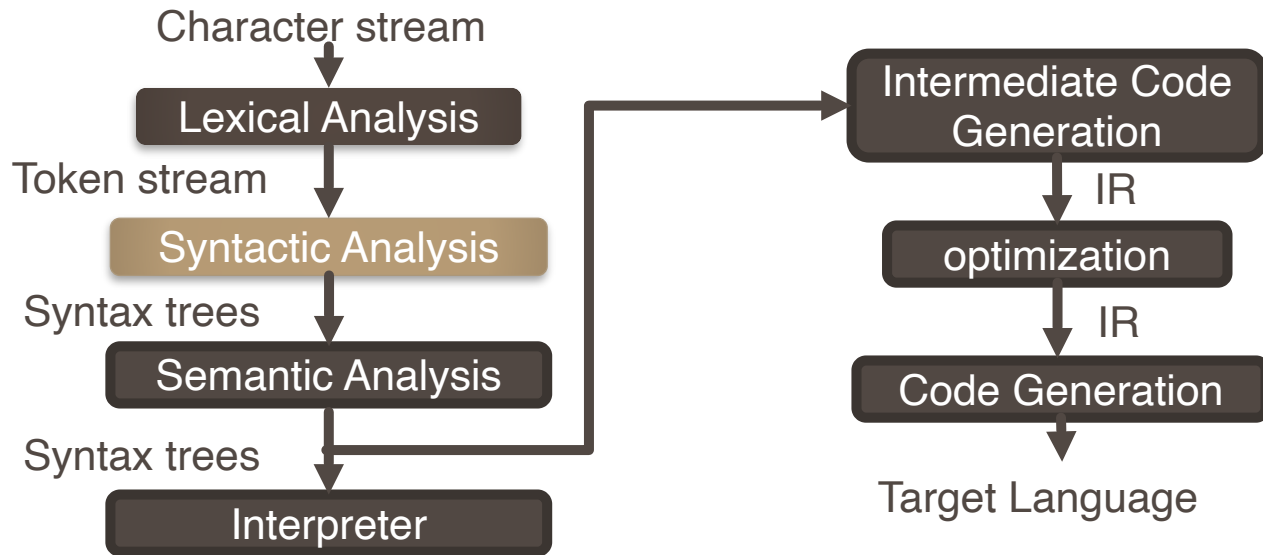 Character stream
Lexical Analysis
Token stream
Syntactic Analysis
Syntax trees
Semantic Analysis
Syntax trees
Interpreter
Intermediate Code
Generation
IR
optimization
IR
Code Generation
Target Language